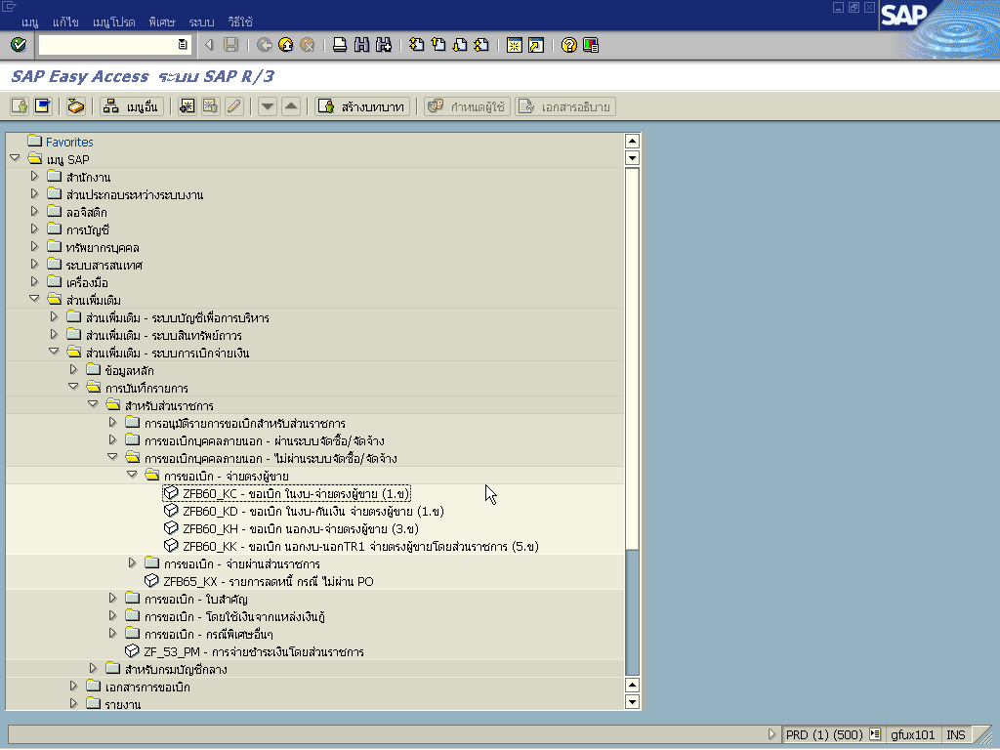 เมนู แก้ไข เมนูโปรด พิเศษ ระบบ วิธีใช้
SAP
SAP Easy Access ระบบ SAP R/3
เมนูอื่น สร้างบทบาท กำหนดผู้ใช้ เอกสารอธิบาย
Favorites
เมนู SAP
สำนักงาน
ส่วนประกอบระหว่างระบบงาน
ลอจิสติก
การบัญชี
ทรัพยากรบุคคล
ระบบสารสนเทศ
เครื่องมือ
ส่วนเพิ่มเติม
ส่วนเพิ่มเติม - ระบบบัญชีเพื่อการบริหาร
ส่วนเพิ่มเติม - ระบบสินทรัพย์ถาวร
ส่วนเพิ่มเติม - ระบบการเบิกจ่ายเงิน
ข้อมูลหลัก
การบันทึกรายการ
สำหรับส่วนราชการ
การอนุมัติรายการขอเบิกสำหรับส่วนราชการ
การขอเบิกบุคคลภายนอก - ผ่านระบบจัดซื้อ/จัดจ้าง
การขอเบิกบุคคลภายนอก - ไม่ผ่านระบบจัดซื้อ/จัดจ้าง
การขอเบิก - จ่ายตรงผู้ขาย
ZFB60_KC - ขอเบิก ในงบ-จ่ายตรงผู้ขาย (1.ข)
ZFB60_KD - ขอเบิก ในงบ-กันเงิน จ่ายตรงผู้ขาย (1.ข)
ZFB60_KH - ขอเบิก นอกงบ-จ่ายตรงผู้ขาย (3.ข)
ZFB60_KK - ขอเบิก นอกงบ-นอกTR1 จ่ายตรงผู้ขายโดยส่วนราชการ (5.ข)
การขอเบิก - จ่ายผ่านส่วนราชการ
ZFB65_KX - รายการลดหนี้ กรณี ไม่ผ่าน PO
การขอเบิก - ใบสำคัญ
การขอเบิก - โดยใช้เงินจากแหล่งเงินกู้
การขอเบิก - กรณีพิเศษอื่นๆ
ZF_53_PM - การจ่ายชำระเงินโดยส่วนราชการ
สำหรับกรมบัญชีกลาง
เอกสารการขอเบิก
รายงาน
PRD (1) (500) gfux101 INS